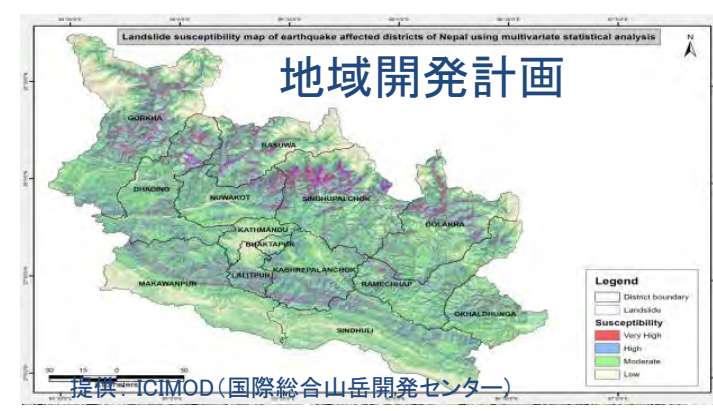 Landslide susceptibility map of earthquake affected districts of Nepal using multivariate statistical analysis
N
地域開発計画
GORKHA
RASUWA
DHADING
NUWAKOT
SINDHUPALCHOK
DOLAKHA
KATHMANDU
BHAKTAPUR
LALITPUR
KABHREPALANCHOK
MAKAWANPUR
RAMECHHAP
OKHALDHUNGA
SINDHULI
Legend
District boundary
Landslide
Susceptibility
Very High
High
Moderate
Low
提供: ICIMOD(国際総合山岳開発センター)